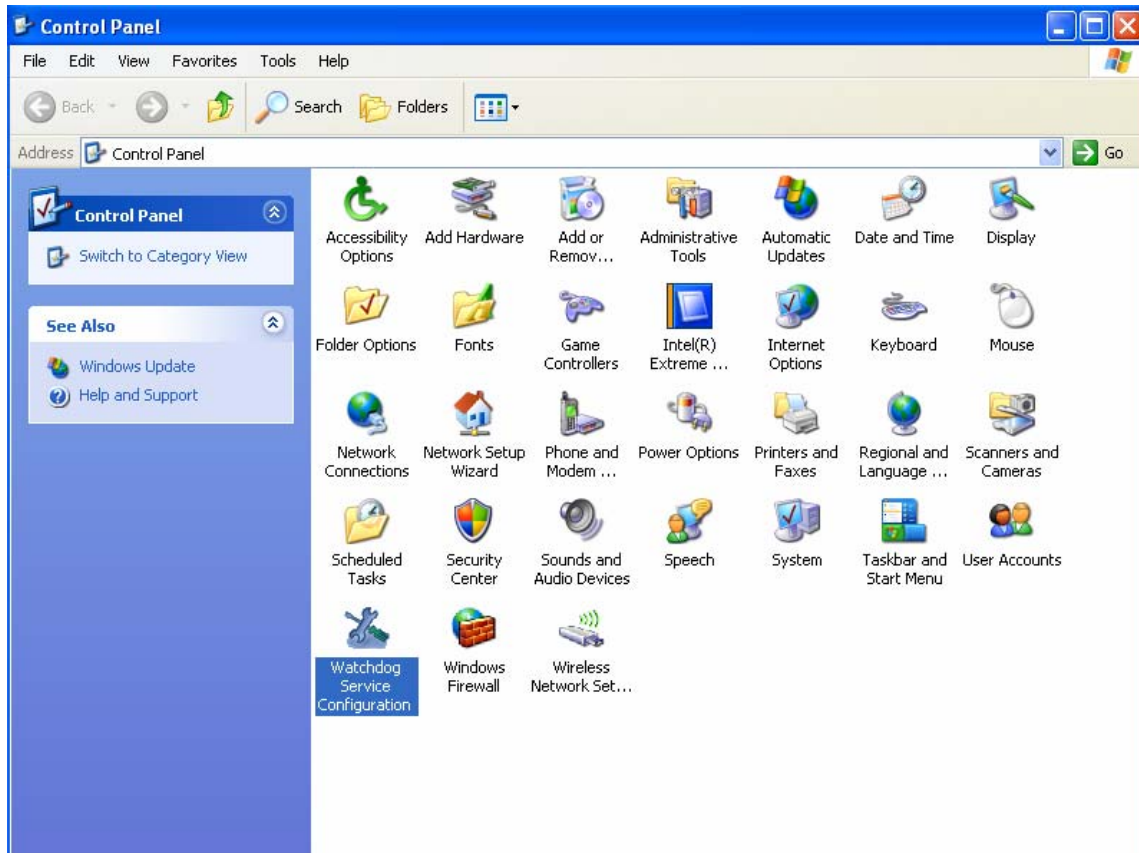 Control Panel
File Edit View Favorites Tools Help
Back Search Folders
Address Control Panel Go
Control Panel
Switch to Category View
See Also
Windows Update
Help and Support
Accessibility Options
Add Hardware
Add or Remov...
Administrative Tools
Automatic Updates
Date and Time
Display
Folder Options
Fonts
Game Controllers
Intel(R) Extreme ...
Internet Options
Keyboard
Mouse
Network Connections
Network Setup Wizard
Phone and Modem ...
Power Options
Printers and Faxes
Regional and Language ...
Scanners and Cameras
Scheduled Tasks
Security Center
Sounds and Audio Devices
Speech
System
Taskbar and Start Menu
User Accounts
Watchdog Service Configuration
Windows Firewall
Wireless Network Set...